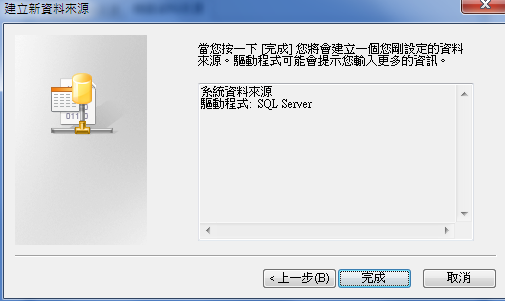 建立新資料來源
當您按一下 [完成] 您將會建立一個您剛設定的資料
來源。驅動程式可能會提示您輸入更多的資訊。
系統資料來源
驅動程式: SQL Server
< 上一步(B)
完成
取消